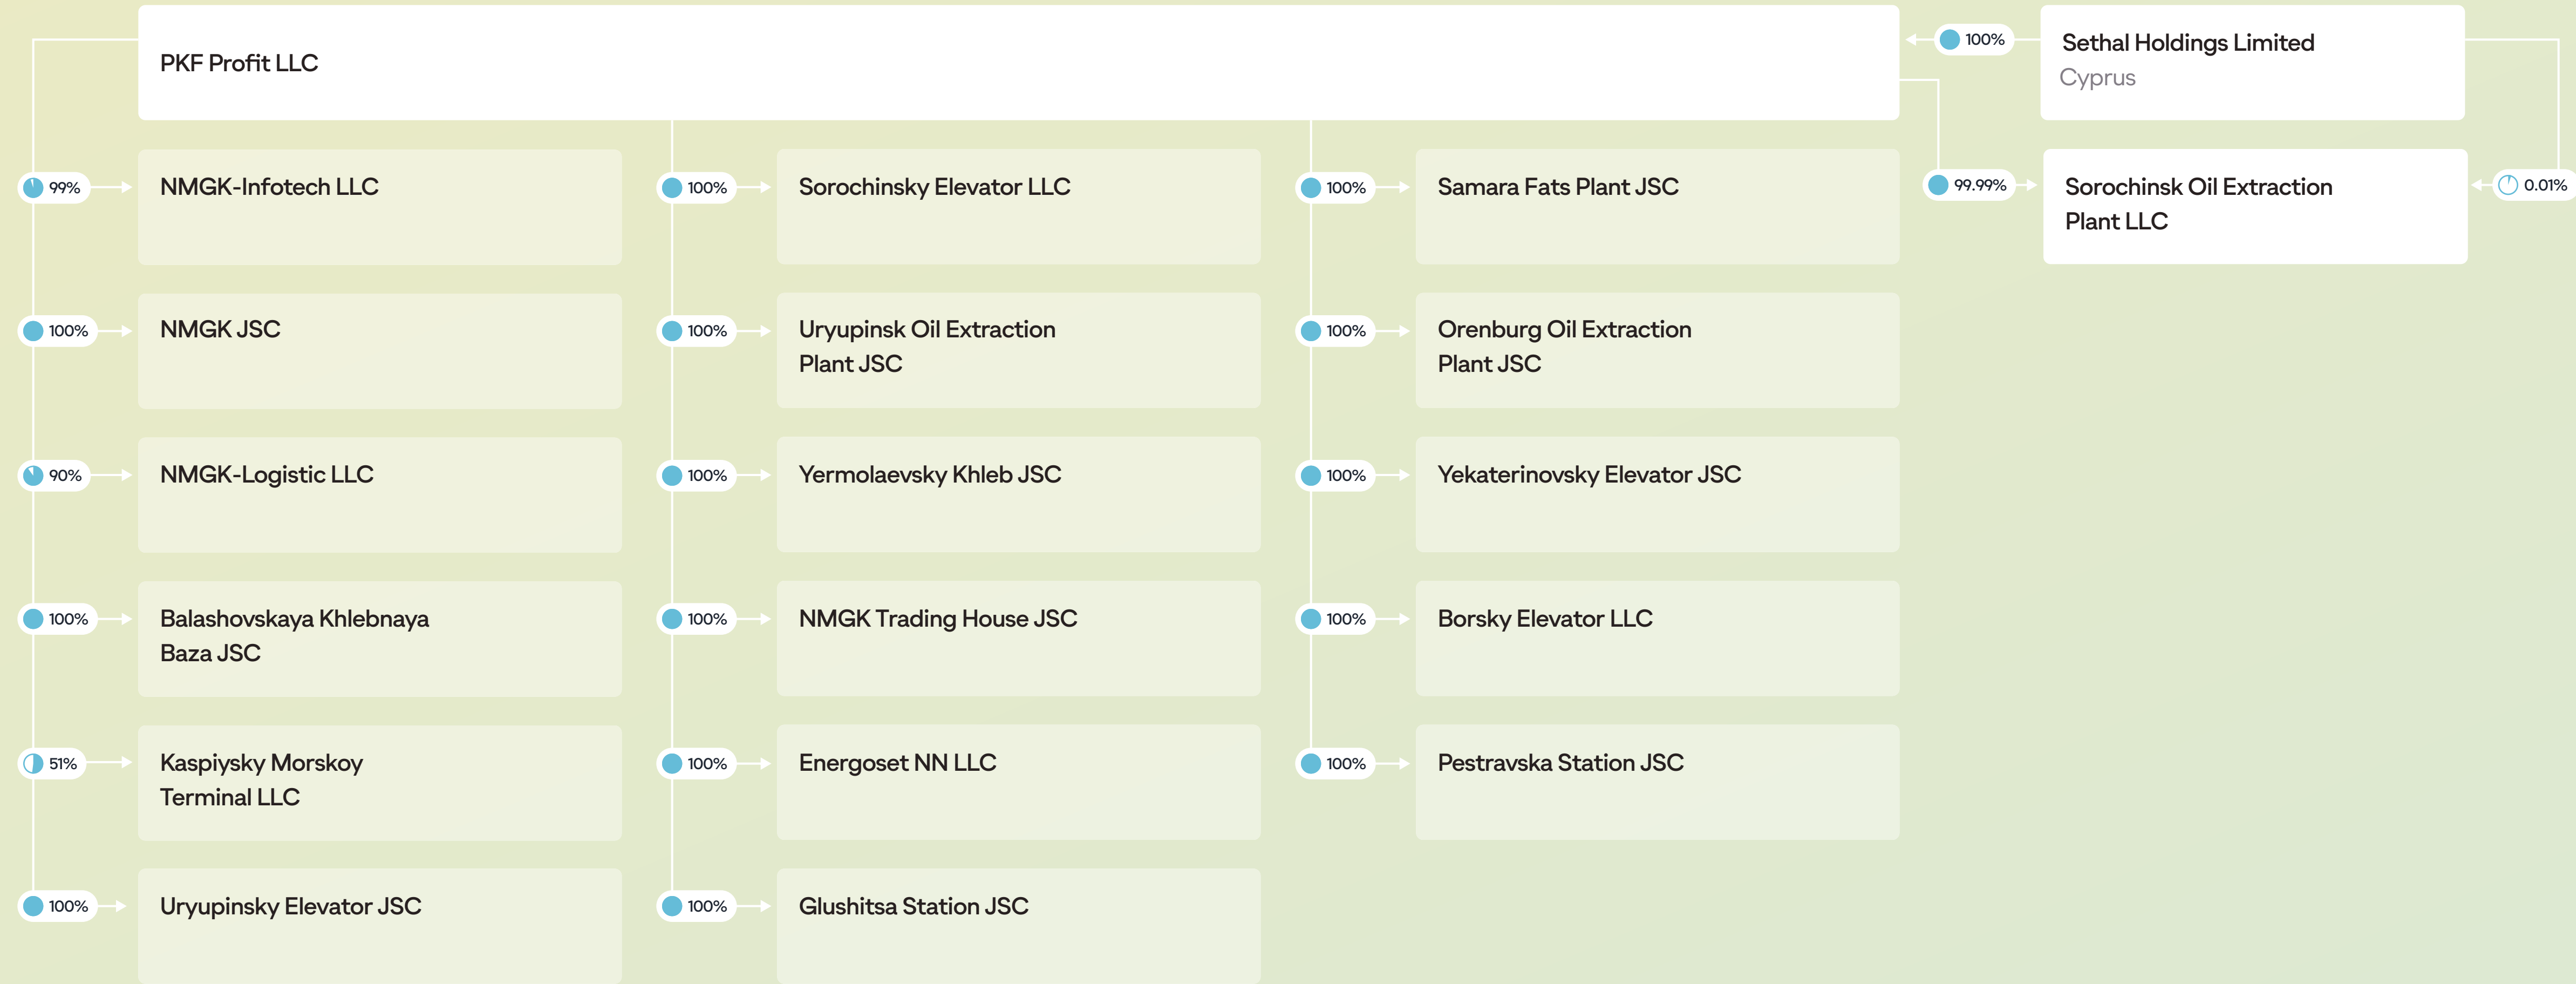 PKF Profit LLC
100%
Sethal Holdings Limited
Cyprus
99%
NMGK-Infotech LLC
100%
Sorochinsky Elevator LLC
100%
Samara Fats Plant JSC
99.99%
Sorochinsk Oil Extraction
Plant LLC
0.01%
100%
NMGK JSC
100%
Uryupinsk Oil Extraction
Plant JSC
100%
Orenburg Oil Extraction
Plant JSC
90%
NMGK-Logistic LLC
100%
Yermolaevsky Khleb JSC
100%
Yekaterinovsky Elevator JSC
100%
Balashovskaya Khlebnaya
Baza JSC
100%
NMGK Trading House JSC
100%
Borsky Elevator LLC
51%
Kaspiysky Morskoy
Terminal LLC
100%
Energoset NN LLC
100%
Pestravska Station JSC
100%
Uryupinsky Elevator JSC
100%
Glushitsa Station JSC